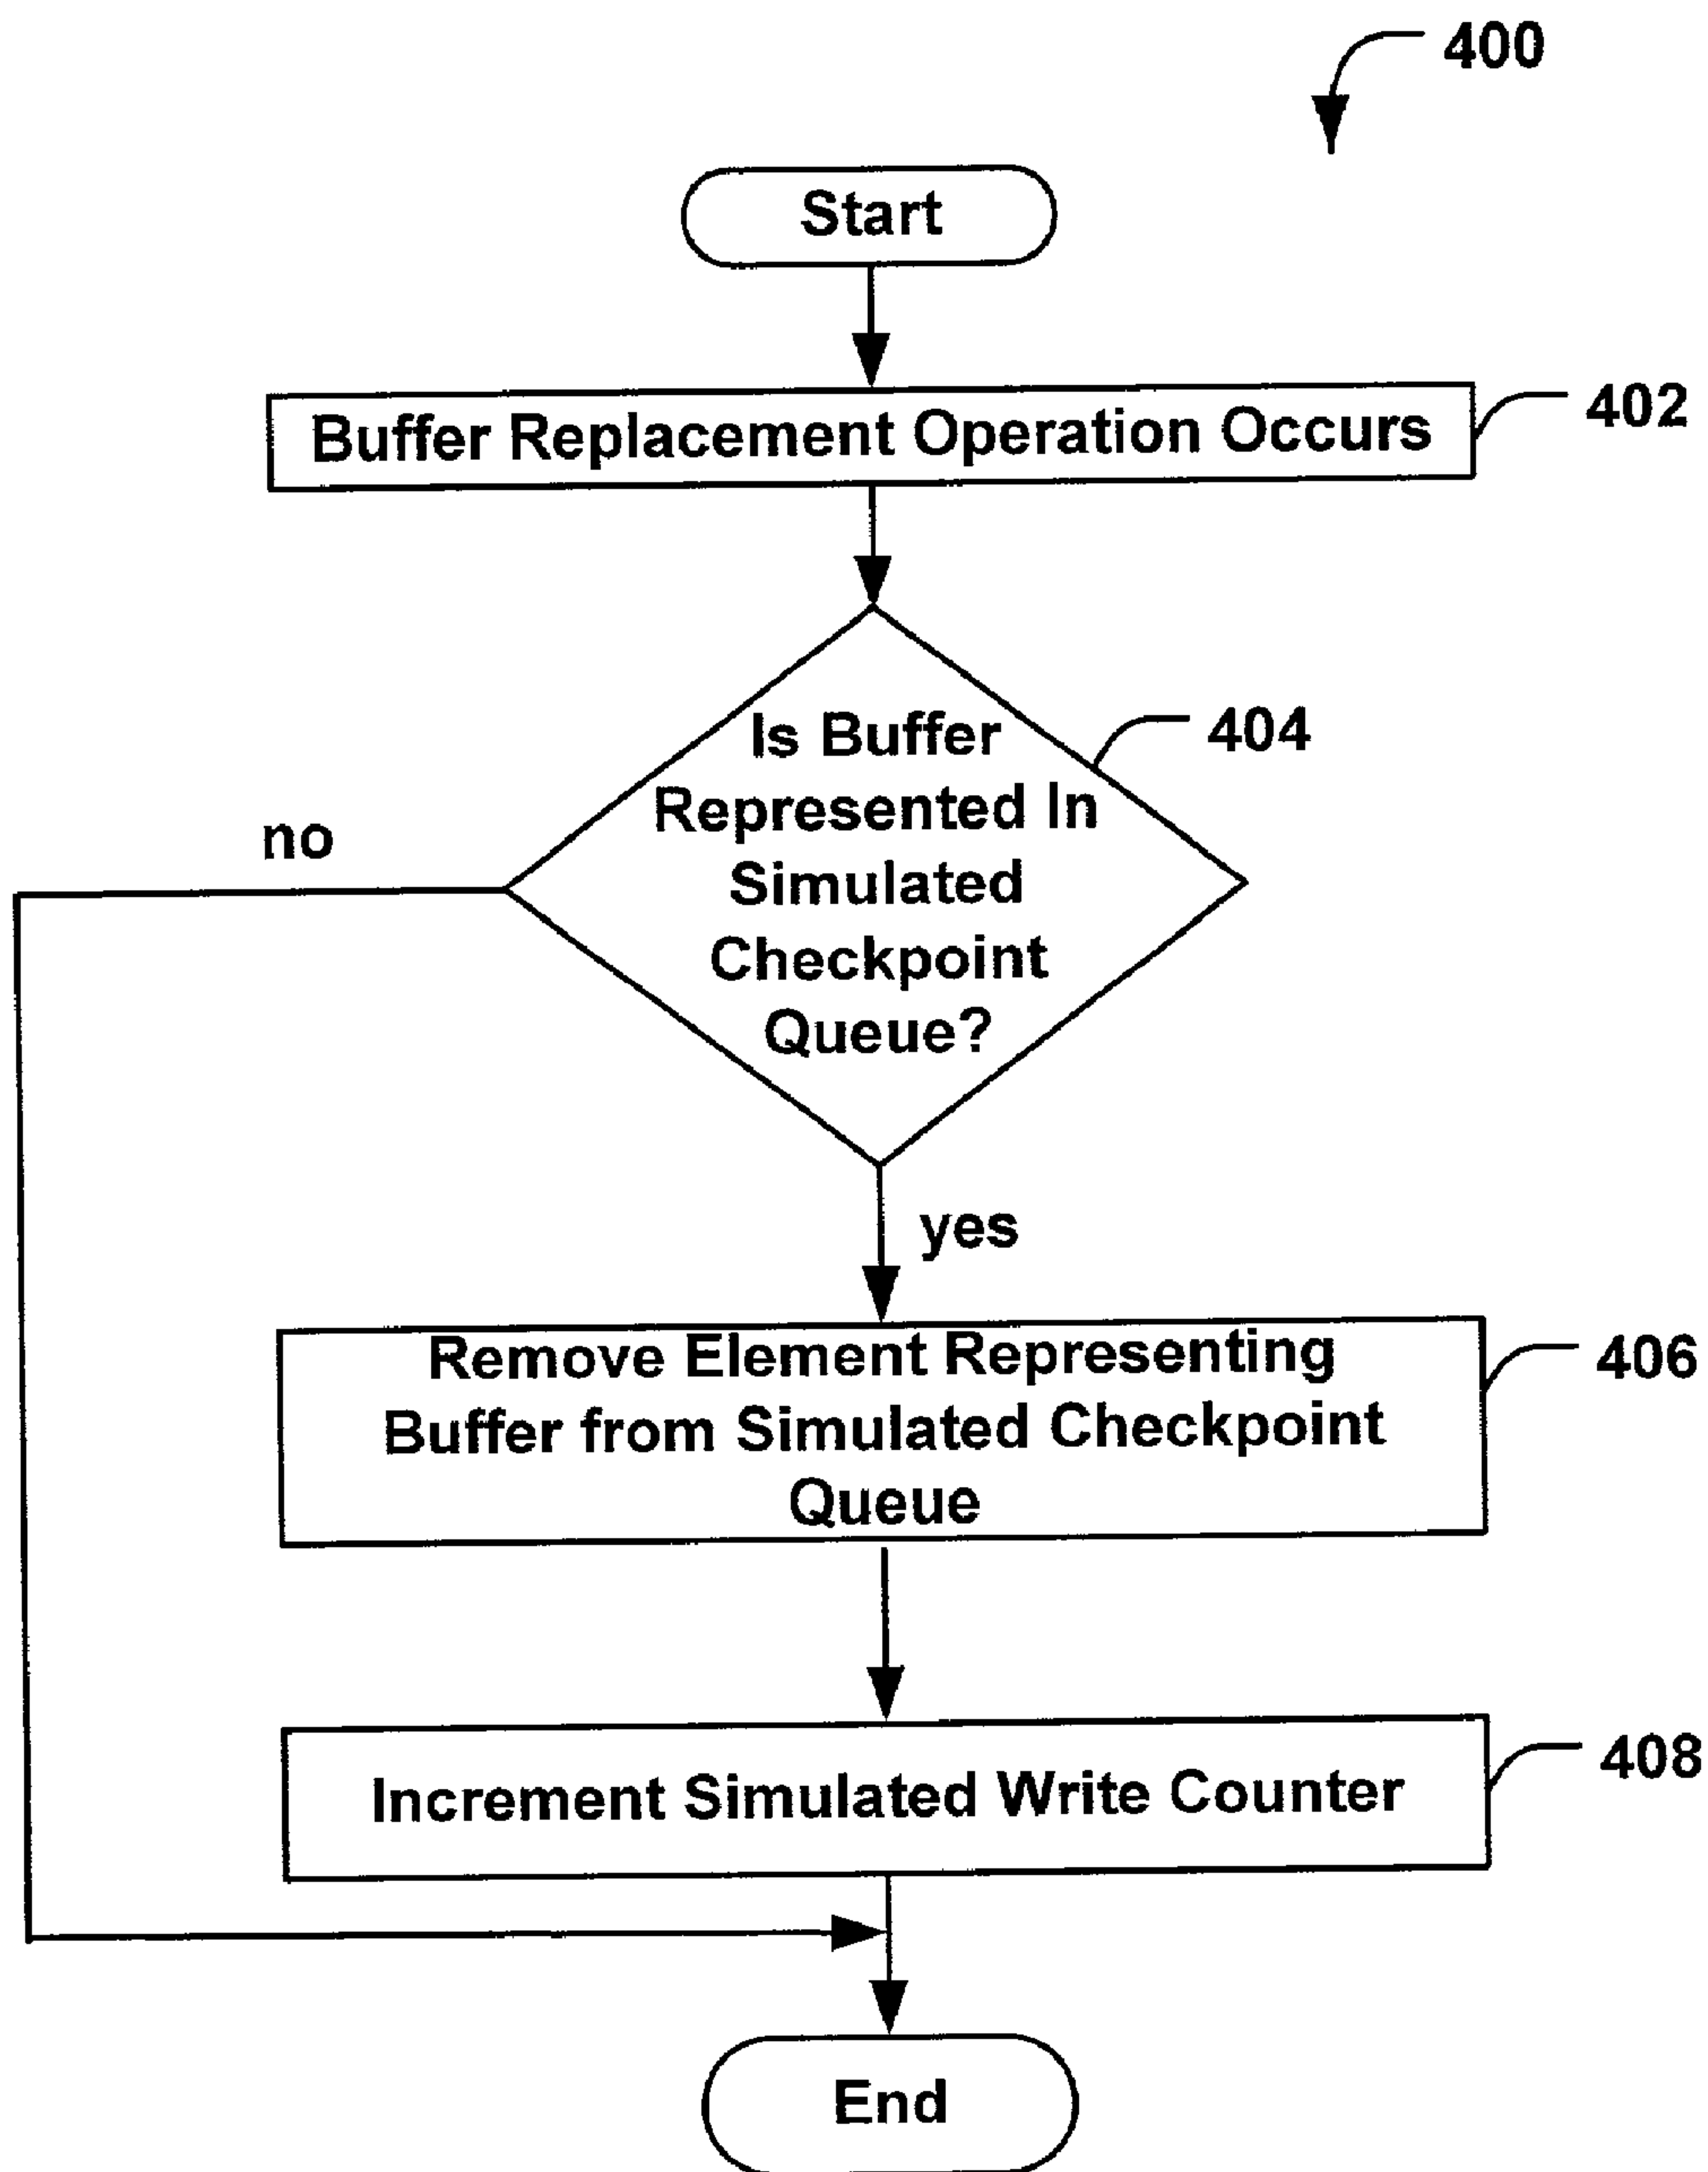 400
Start
Buffer Replacement Operation Occurs
402
Is Buffer
Represented In
Simulated
Checkpoint
Queue?
404
no
yes
Remove Element Representing
Buffer from Simulated Checkpoint
Queue
406
Increment Simulated Write Counter
408
End